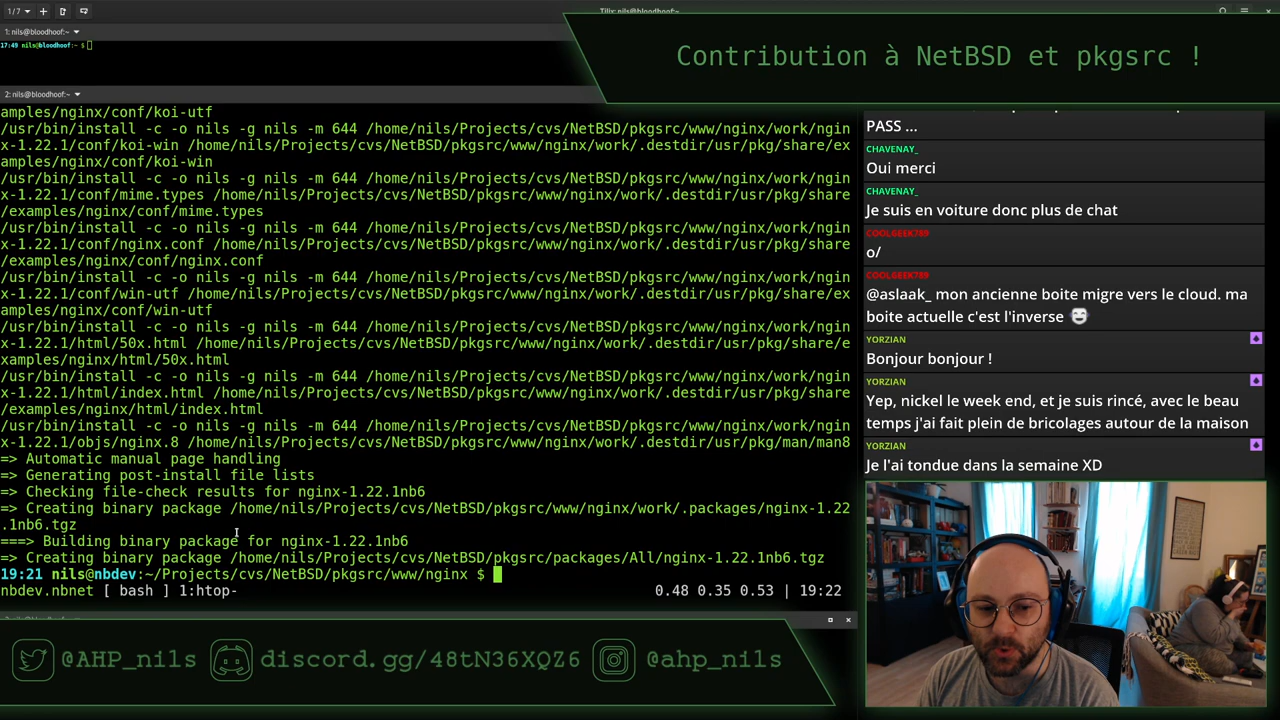 1/7
Tilix: nils@bloodhoof:~
1: nils@bloodhoof:~
17:49 nils@bloodhoof:~ $
Contribution à NetBSD et pkgsrc !
2: nils@bloodhoof:~
amples/nginx/conf/koi-utf
/usr/bin/install -c -o nils -g nils -m 644 /home/nils/Projects/cvs/NetBSD/pkgsrc/www/nginx/work/ngin
x-1.22.1/conf/koi-win /home/nils/Projects/cvs/NetBSD/pkgsrc/www/nginx/work/.destdir/usr/pkg/share/ex
amples/nginx/conf/koi-win
/usr/bin/install -c -o nils -g nils -m 644 /home/nils/Projects/cvs/NetBSD/pkgsrc/www/nginx/work/ngin
x-1.22.1/conf/mime.types /home/nils/Projects/cvs/NetBSD/pkgsrc/www/nginx/work/.destdir/usr/pkg/share
/examples/nginx/conf/mime.types
/usr/bin/install -c -o nils -g nils -m 644 /home/nils/Projects/cvs/NetBSD/pkgsrc/www/nginx/work/ngin
x-1.22.1/conf/nginx.conf /home/nils/Projects/cvs/NetBSD/pkgsrc/www/nginx/work/.destdir/usr/pkg/share
/examples/nginx/conf/nginx.conf
/usr/bin/install -c -o nils -g nils -m 644 /home/nils/Projects/cvs/NetBSD/pkgsrc/www/nginx/work/ngin
x-1.22.1/conf/win-utf /home/nils/Projects/cvs/NetBSD/pkgsrc/www/nginx/work/.destdir/usr/pkg/share/ex
amples/nginx/conf/win-utf
/usr/bin/install -c -o nils -g nils -m 644 /home/nils/Projects/cvs/NetBSD/pkgsrc/www/nginx/work/ngin
x-1.22.1/html/50x.html /home/nils/Projects/cvs/NetBSD/pkgsrc/www/nginx/work/.destdir/usr/pkg/share/e
xamples/nginx/html/50x.html
/usr/bin/install -c -o nils -g nils -m 644 /home/nils/Projects/cvs/NetBSD/pkgsrc/www/nginx/work/ngin
x-1.22.1/html/index.html /home/nils/Projects/cvs/NetBSD/pkgsrc/www/nginx/work/.destdir/usr/pkg/share
/examples/nginx/html/index.html
/usr/bin/install -c -o nils -g nils -m 644 /home/nils/Projects/cvs/NetBSD/pkgsrc/www/nginx/work/ngin
x-1.22.1/objs/nginx.8 /home/nils/Projects/cvs/NetBSD/pkgsrc/www/nginx/work/.destdir/usr/pkg/man/man8
=> Automatic manual page handling
=> Generating post-install file lists
=> Checking file-check results for nginx-1.22.1nb6
=> Creating binary package /home/nils/Projects/cvs/NetBSD/pkgsrc/www/nginx/work/.packages/nginx-1.22
.1nb6.tgz
===> Building binary package for nginx-1.22.1nb6
=> Creating binary package /home/nils/Projects/cvs/NetBSD/pkgsrc/packages/All/nginx-1.22.1nb6.tgz
19:21 nils@nbdev:~/Projects/cvs/NetBSD/pkgsrc/www/nginx $
nbdev.nbnet [ bash ] 1:htop- 0.48 0.35 0.53 | 19:22
PASS ...
CHAVENAY_
Oui merci
CHAVENAY_
Je suis en voiture donc plus de chat
COOLGEEK789
o/
COOLGEEK789
@aslaak_ mon ancienne boite migre vers le cloud. ma
boite actuelle c'est l'inverse
YORZIAN
Bonjour bonjour !
YORZIAN
Yep, nickel le week end, et je suis rincé, avec le beau
temps j'ai fait plein de bricolages autour de la maison
YORZIAN
Je l'ai tondue dans la semaine XD
@AHP_nils discord.gg/48tN36XQZ6 @ahp_nils